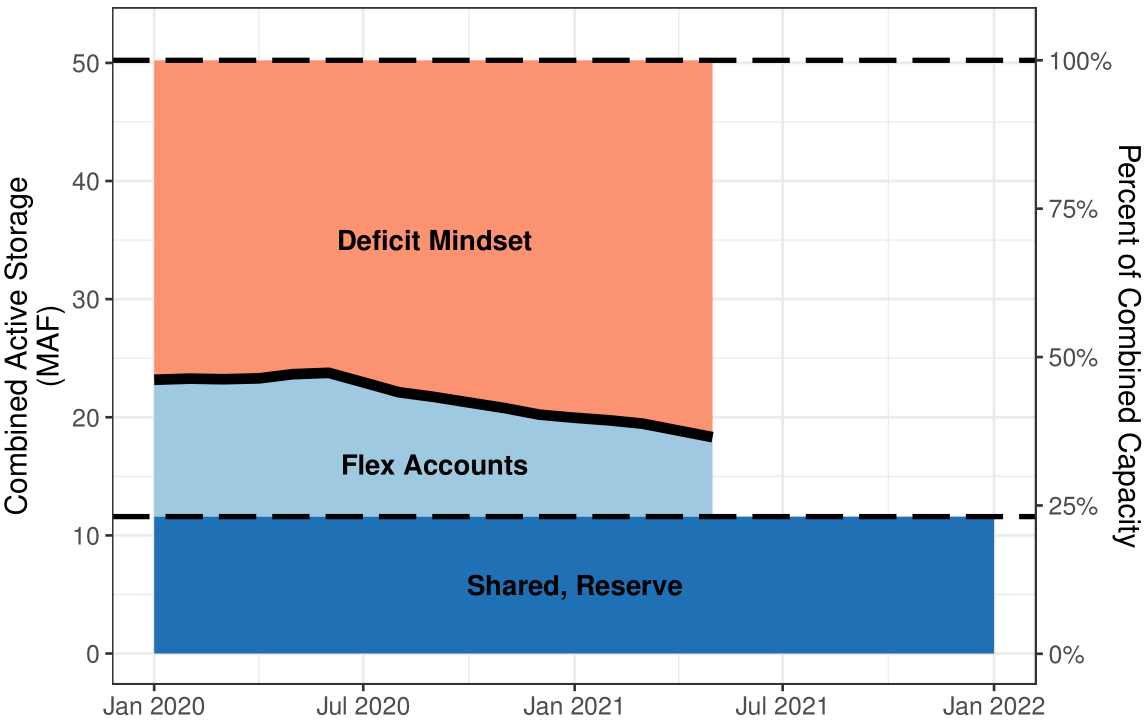 Combined Active Storage
(MAF)
50
40
30
20
10
0
100%
75%
50%
25%
0%
Percent of Combined Capacity
Deficit Mindset
Flex Accounts
Shared, Reserve
Jan 2020
Jul 2020
Jan 2021
Jul 2021
Jan 2022